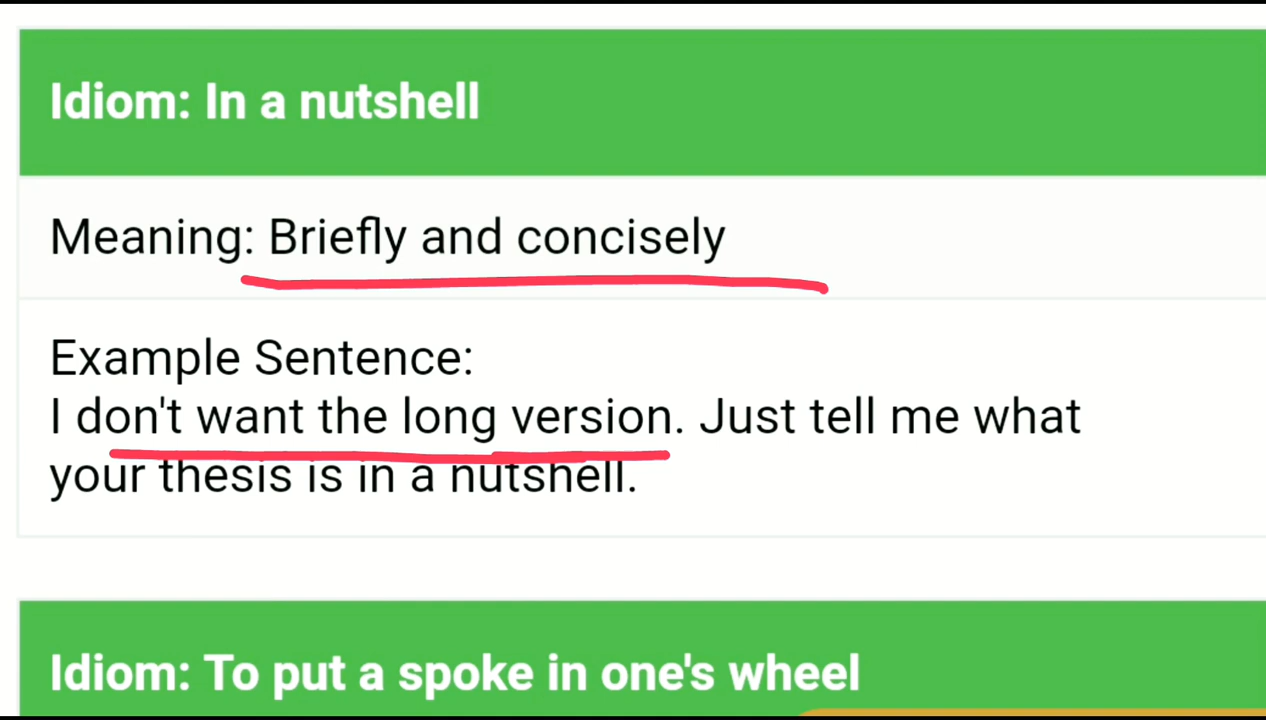 Idiom: In a nutshell
Meaning: Briefly and concisely
Example Sentence:
I don't want the long version. Just tell me what
your thesis is in a nutshell.
Idiom: To put a spoke in one's wheel